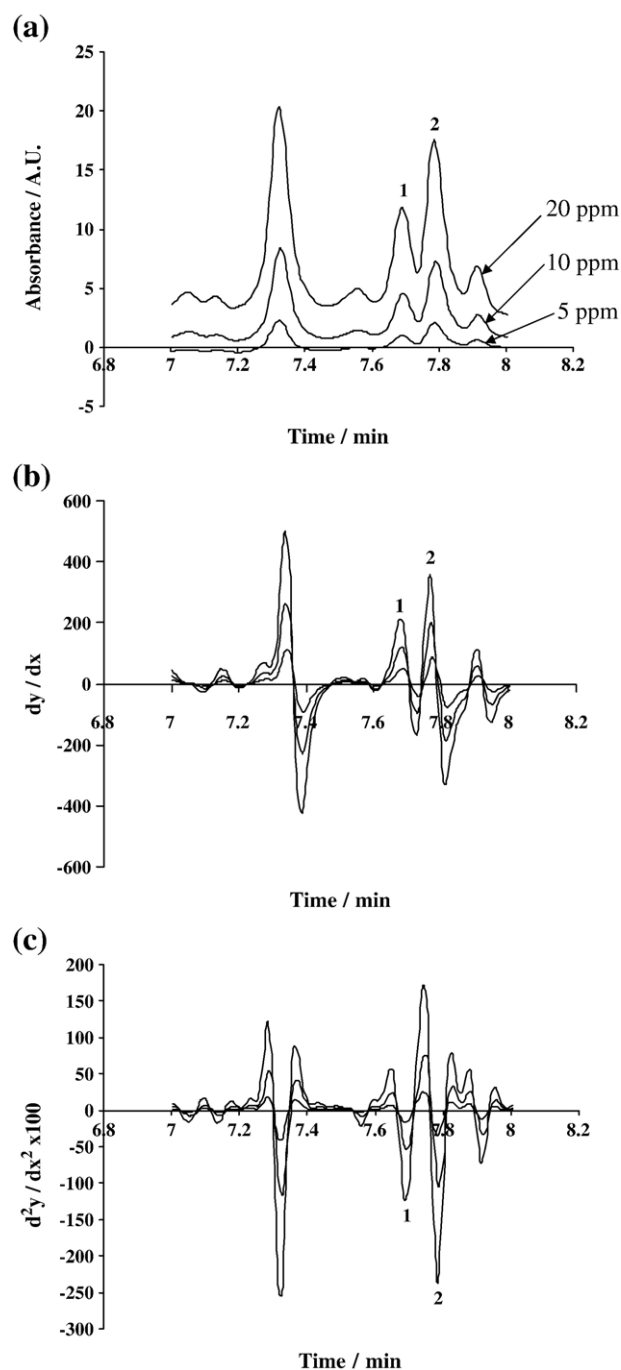 (a)
25
20
15
10
5
0
-5
6.8 7 7.2 7.4 7.6 7.8 8 8.2
1
2
20 ppm
10 ppm
5 ppm
Absorbance / A.U.
Time / min
(b)
600
400
200
0
-200
-400
-600
6.8 7 7.2 7.4 7.6 7.8 8 8.2
1
2
dy / dx
Time / min
(c)
200
150
100
50
0
-50
-100
-150
-200
-250
-300
6.8 7 7.2 7.4 7.6 7.8 8 8.2
1
2
d²y / dx² x100
Time / min